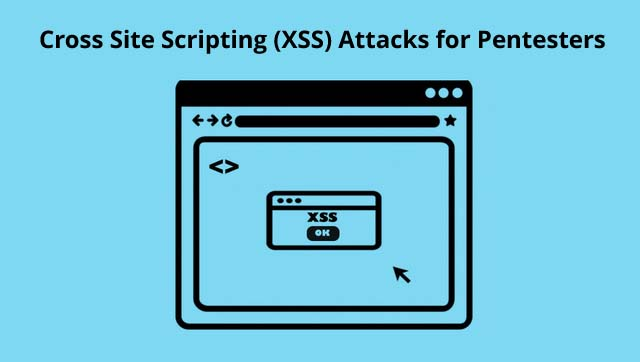 Cross Site Scripting (XSS) Attacks for Pentesters
<>
XSS
OK